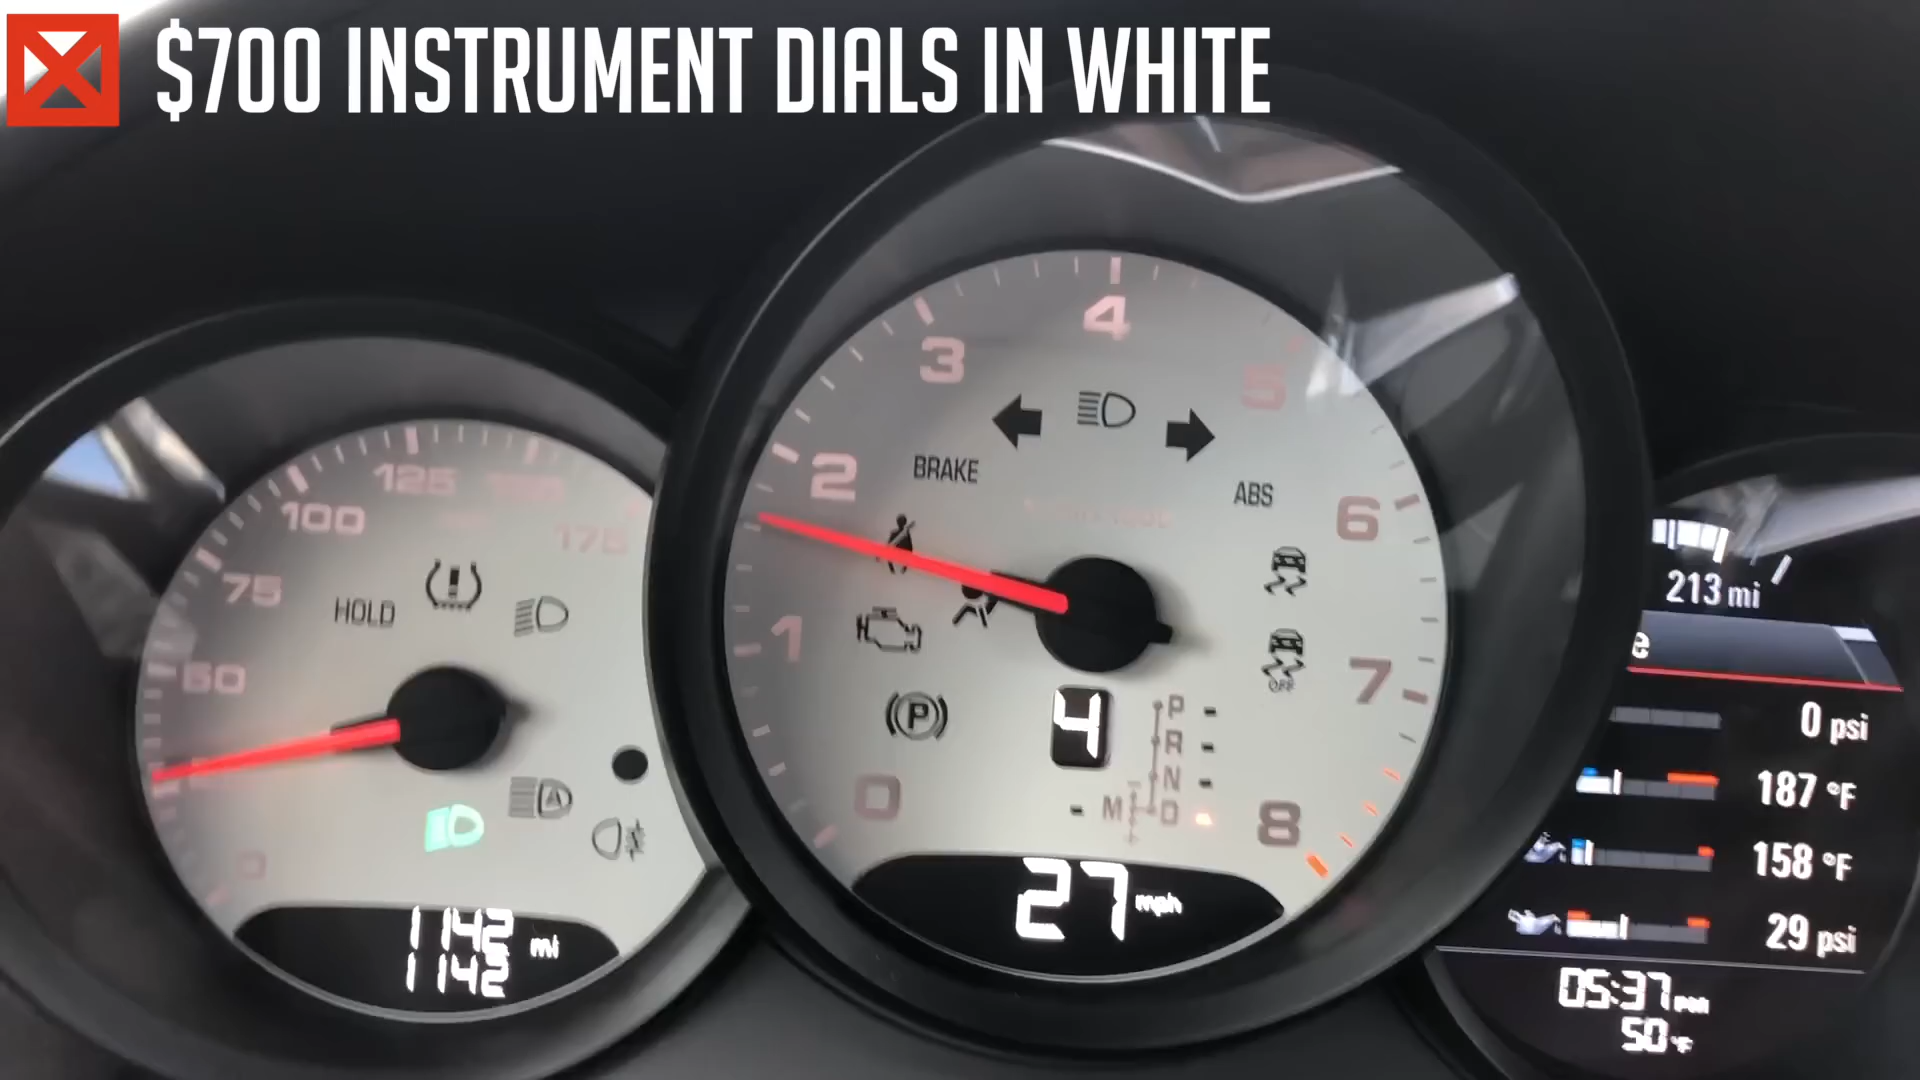 $700 INSTRUMENT DIALS IN WHITE
4
3
5
2
BRAKE
ABS
6
1
7
OFF
P
4
P
R
N
M D
0
8
27 mph
125
100
175
75
HOLD
50
A
0
1142 mi
1142
213 mi
e
0 psi
187 °F
158 °F
29 psi
05:37 PM
50 °F